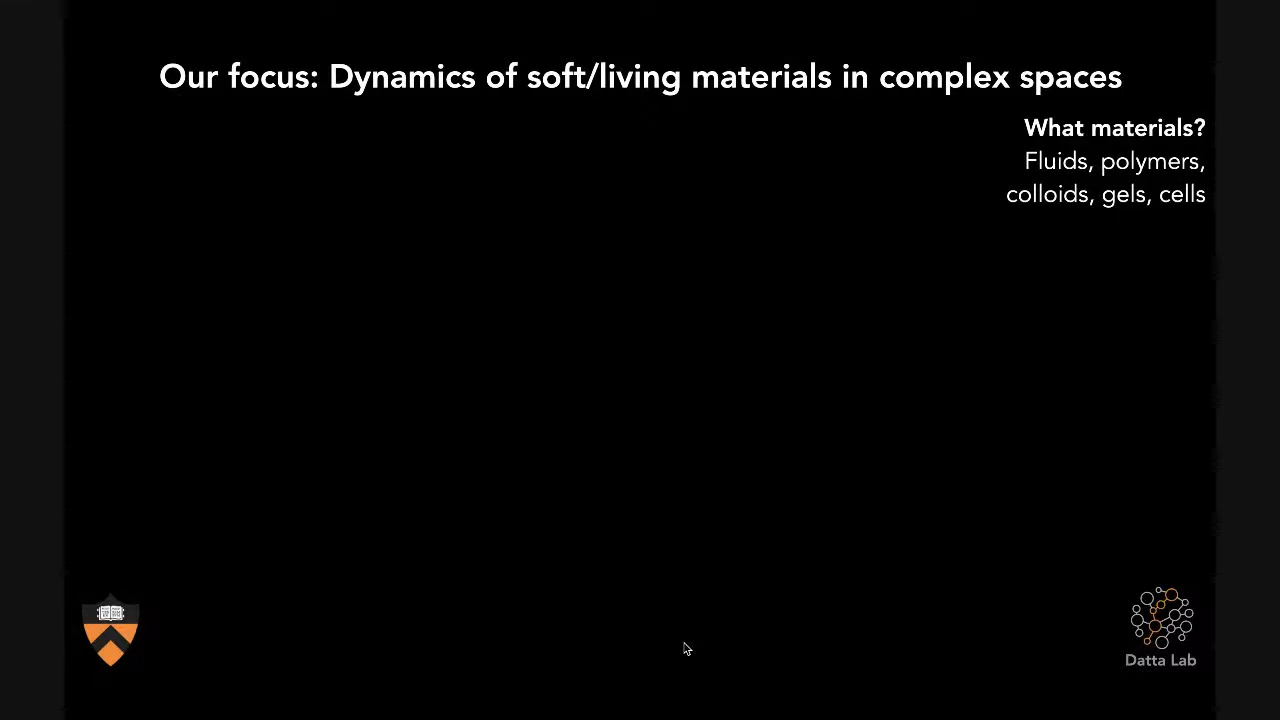 Our focus: Dynamics of soft/living materials in complex spaces
What materials?
Fluids, polymers,
colloids, gels, cells
Datta Lab